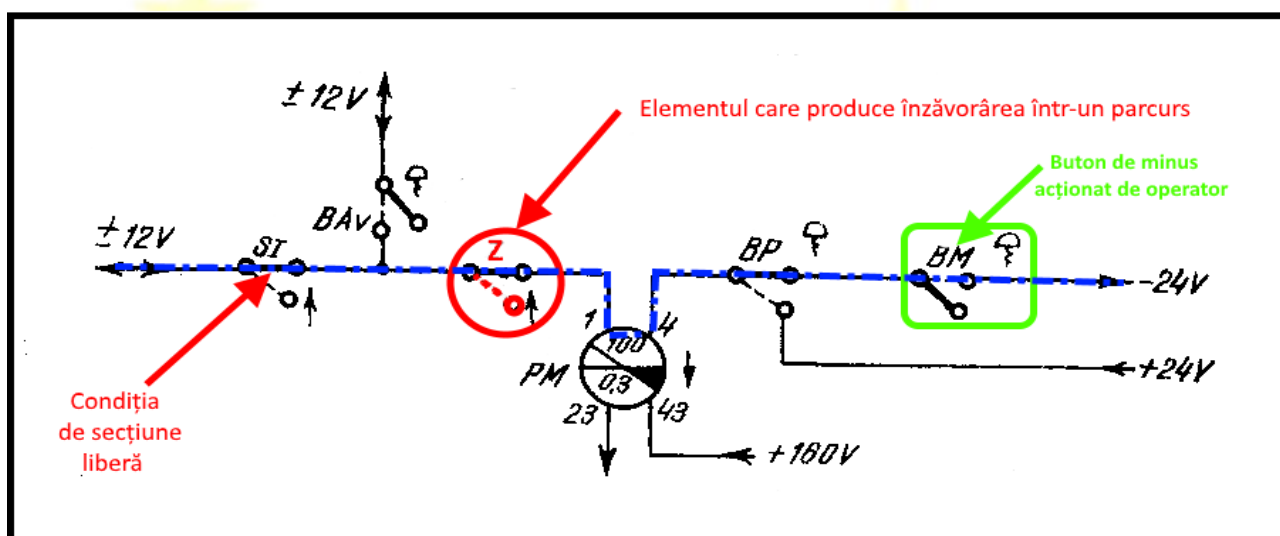 ± 12V
Elementul care produce înzăvorârea într-un parcurs
Buton de minus
acționat de operator
BAv
± 12V
SI
Z
BP
BM
-24V
1
4
100
PM
0,3
+24V
23
43
+160V
Condiția
de secțiune
liberă